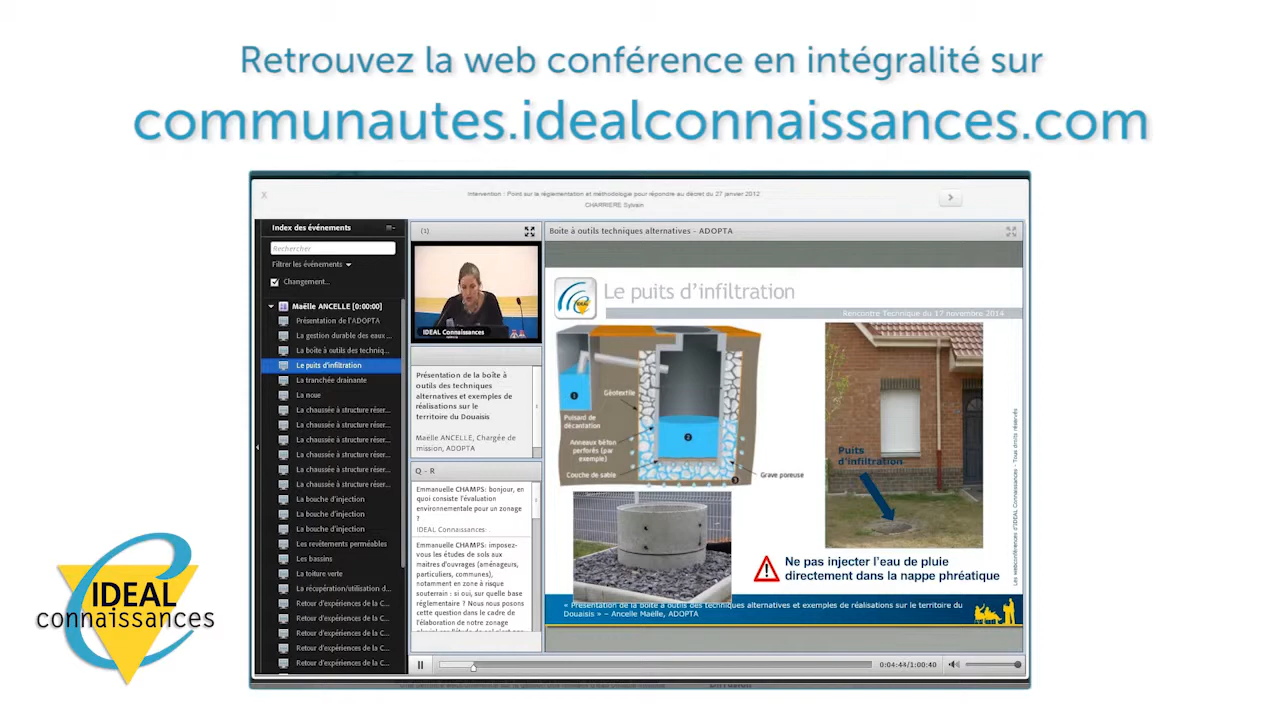 Retrouvez la web conférence en intégralité sur
communautes.idealconnaissances.com
X
Intervention : Point sur la réglementation et méthodologie pour répondre au décret du 27 janvier 2012
CHARRIERE Sylvain
Index des événements
Rechercher
Filtrer les événements
Changement...
Maëlle ANCELLE [0:00:00]
Présentation de l'ADOPTA
La gestion durable des eaux ...
La boîte à outils des techniq...
Le puits d'infiltration
La tranchée drainante
La noue
La chaussée à structure réser...
La chaussée à structure réser...
La chaussée à structure réser...
La chaussée à structure réser...
La chaussée à structure réser...
La chaussée à structure réser...
La bouche d'injection
La bouche d'injection
La bouche d'injection
Les revêtements perméables
Les bassins
La toiture verte
La récupération/utilisation d...
Retour d'expériences de la C...
Retour d'expériences de la C...
Retour d'expériences de la C...
Retour d'expériences de la C...
Retour d'expériences de la C...
(1)
IDEAL Connaissances
Présentation de la boîte à
outils des techniques
alternatives et exemples de
réalisations sur le
territoire du Douaisis
Maëlle ANCELLE, Chargée de
mission, ADOPTA
Q - R
Emmanuelle CHAMPS: bonjour, en
quoi consiste l'évaluation
environnementale pour un zonage
?
IDEAL Connaissances:
Emmanuelle CHAMPS: imposez-
vous les études de sols aux
maitres d'ouvrages (aménageurs,
particuliers, communes),
notamment en zone à risque
souterrain : si oui, sur quelle base
réglementaire ? Nous nous posons
cette question dans le cadre de
l'élaboration de notre zonage
Boite à outils techniques alternatives - ADOPTA
IDEAL
Le puits d'infiltration
Rencontre Technique du 17 novembre 2014
1
Puisard de
décantation
Géotextile
2
Anneaux béton
perforés (par
exemple)
Couche de sable
3
Grave poreuse
Puits
d'infiltration
Ne pas injecter l'eau de pluie
directement dans la nappe phréatique
Les webconférences d'IDEAL Connaissances - Tous droits réservés
« Présentation de la boîte à outils des techniques alternatives et exemples de réalisations sur le territoire du
Douaisis » – Ancelle Maëlle, ADOPTA
0:04:44/1:00:40
IDEAL
connaissances